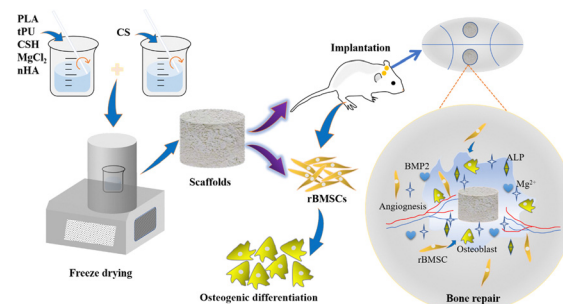 PLA
tPU
CSH
MgCl₂
nHA
CS
Implantation
Scaffolds
rBMSCs
Freeze drying
Osteogenic differentiation
BMP2
ALP
Mg²⁺
Angiognesis
rBMSC
Osteoblast
Bone repair